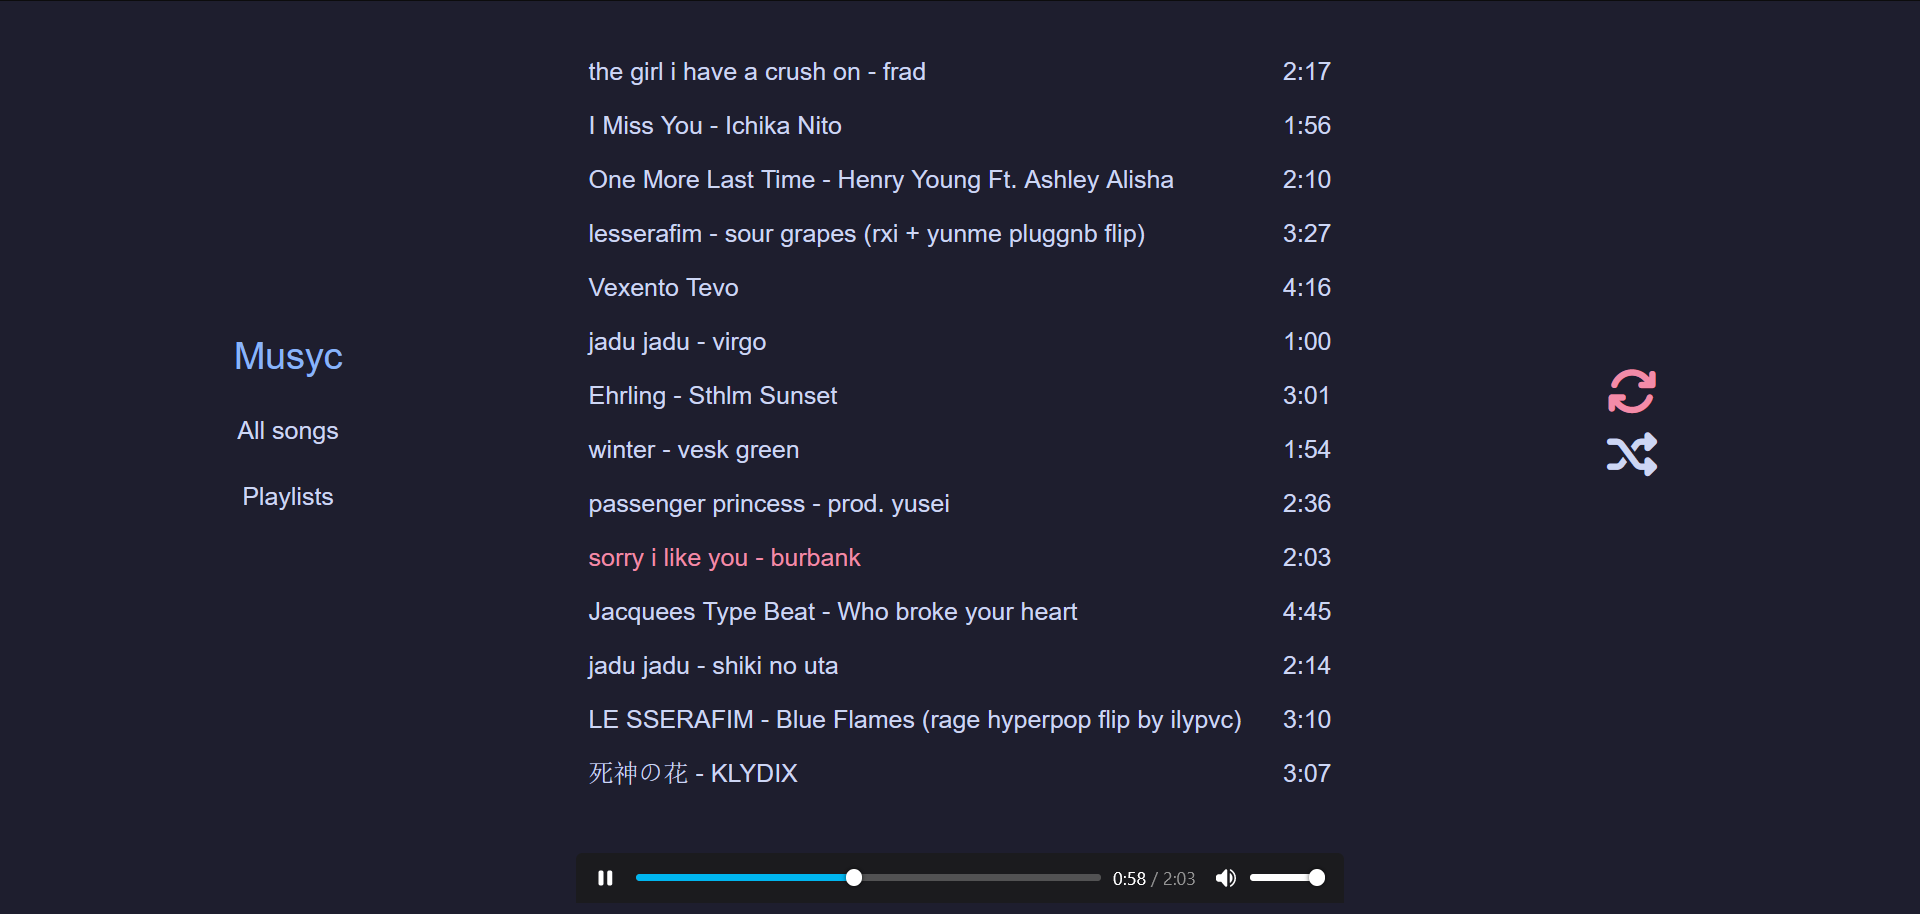 Musyc
All songs
Playlists
the girl i have a crush on - frad 2:17
I Miss You - Ichika Nito 1:56
One More Last Time - Henry Young Ft. Ashley Alisha 2:10
lesserafim - sour grapes (rxi + yunme pluggnb flip) 3:27
Vexento Tevo 4:16
jadu jadu - virgo 1:00
Ehrling - Sthlm Sunset 3:01
winter - vesk green 1:54
passenger princess - prod. yusei 2:36
sorry i like you - burbank 2:03
Jacquees Type Beat - Who broke your heart 4:45
jadu jadu - shiki no uta 2:14
LE SSERAFIM - Blue Flames (rage hyperpop flip by ilypvc) 3:10
死神の花 - KLYDIX 3:07
0:58 / 2:03